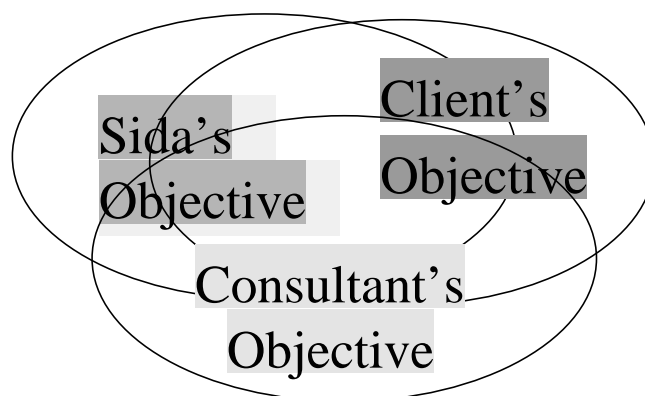 Sida’s
Objective
Client’s
Objective
Consultant’s
Objective